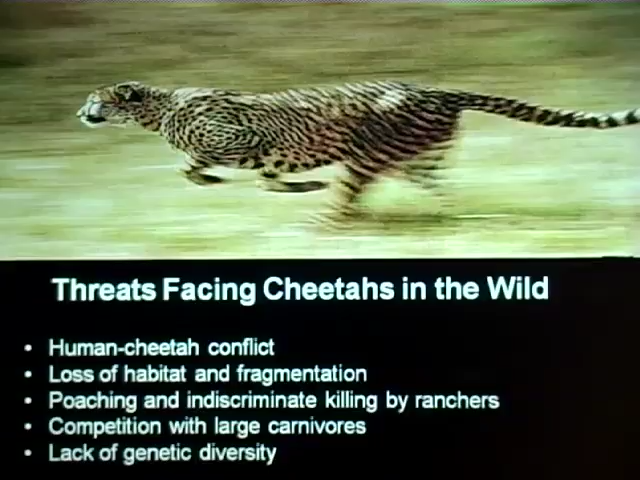 Threats Facing Cheetahs in the Wild
• Human-cheetah conflict
• Loss of habitat and fragmentation
• Poaching and indiscriminate killing by ranchers
• Competition with large carnivores
• Lack of genetic diversity